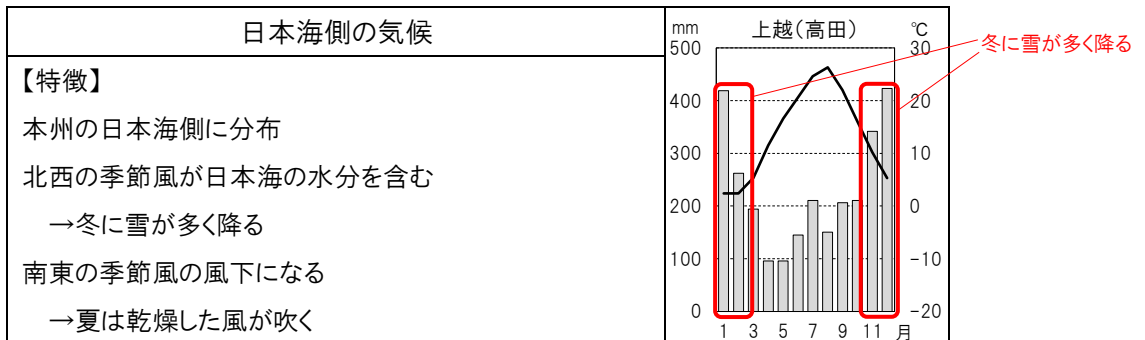 日本海側の気候
【特徴】
本州の日本海側に分布
北西の季節風が日本海の水分を含む
→冬に雪が多く降る
南東の季節風の風下になる
→夏は乾燥した風が吹く
mm 上越(高田) ℃
500 30
400 20
300 10
200 0
100 -10
0 -20
1 3 5 7 9 11 月
冬に雪が多く降る